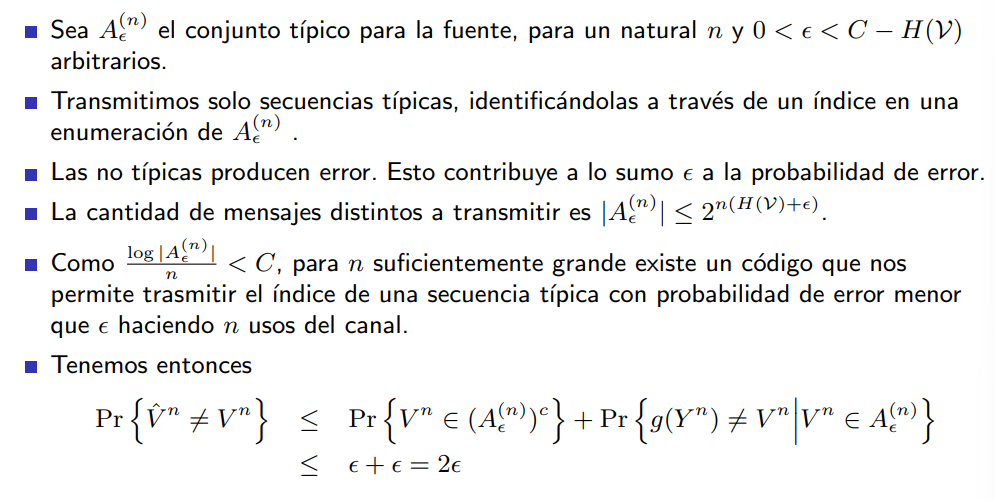 Sea $A_\epsilon^{(n)}$ el conjunto típico para la fuente, para un natural $n$ y $0 < \epsilon < C - H(\mathcal{V})$
arbitrarios.
Transmitimos solo secuencias típicas, identificándolas a través de un índice en una
enumeración de $A_\epsilon^{(n)}$ .
Las no típicas producen error. Esto contribuye a lo sumo $\epsilon$ a la probabilidad de error.
La cantidad de mensajes distintos a transmitir es $|A_\epsilon^{(n)}| \leq 2^{n(H(\mathcal{V})+\epsilon)}$.
Como $\frac{\log |A_\epsilon^{(n)}|}{n} < C$, para $n$ suficientemente grande existe un código que nos
permite trasmitir el índice de una secuencia típica con probabilidad de error menor
que $\epsilon$ haciendo $n$ usos del canal.
Tenemos entonces
$\Pr\left\{\hat{V}^n \neq V^n\right\} \leq \Pr\left\{V^n \in (A_\epsilon^{(n)})^c\right\} + \Pr\left\{g(Y^n) \neq V^n \middle| V^n \in A_\epsilon^{(n)}\right\}$
$\leq \epsilon + \epsilon = 2\epsilon$